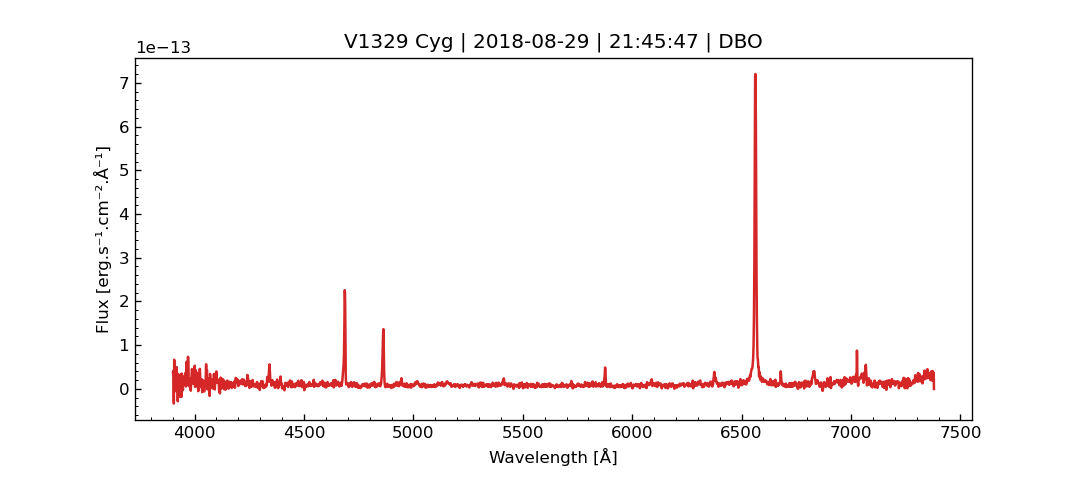 V1329 Cyg | 2018-08-29 | 21:45:47 | DBO
1e−13
7
6
5
4
3
2
1
0
Flux [erg.s⁻¹.cm⁻².Å⁻¹]
4000 4500 5000 5500 6000 6500 7000 7500
Wavelength [Å]